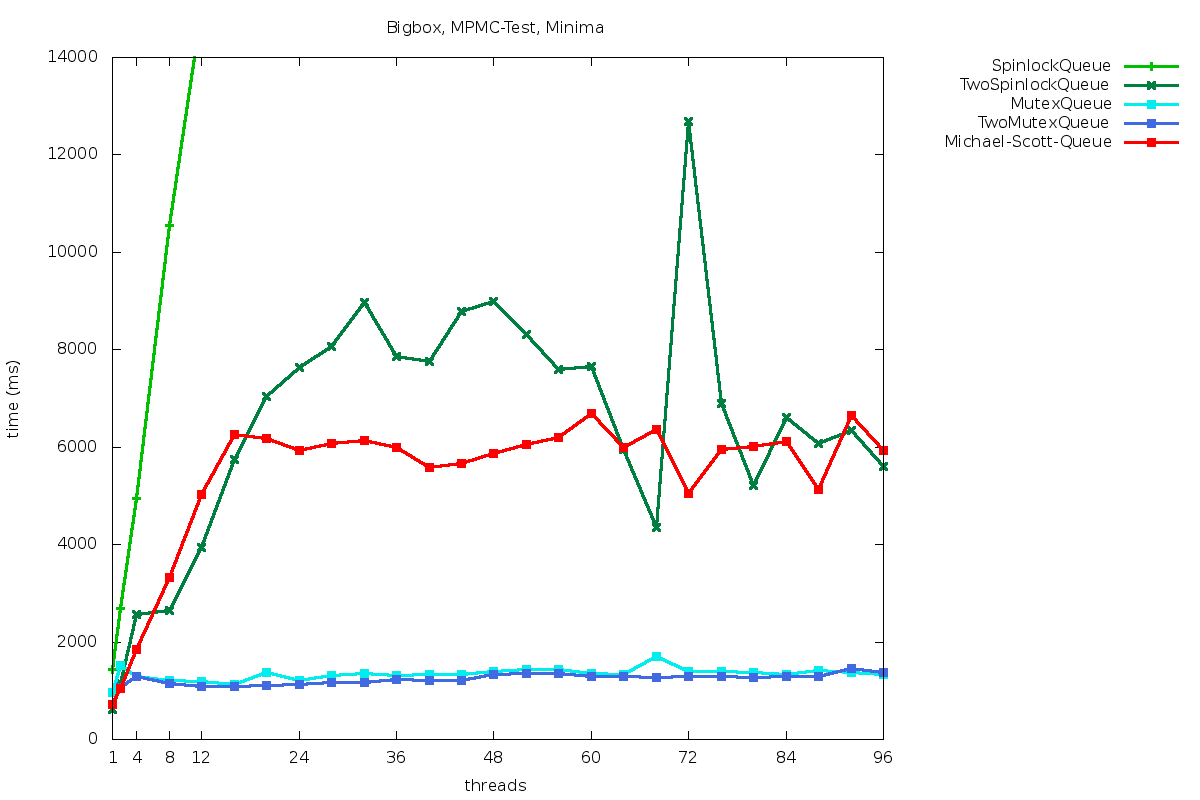 Bigbox, MPMC-Test, Minima
SpinlockQueue
TwoSpinlockQueue
MutexQueue
TwoMutexQueue
Michael-Scott-Queue
14000
12000
10000
8000
6000
4000
2000
0
time (ms)
1 4 8 12 24 36 48 60 72 84 96
threads